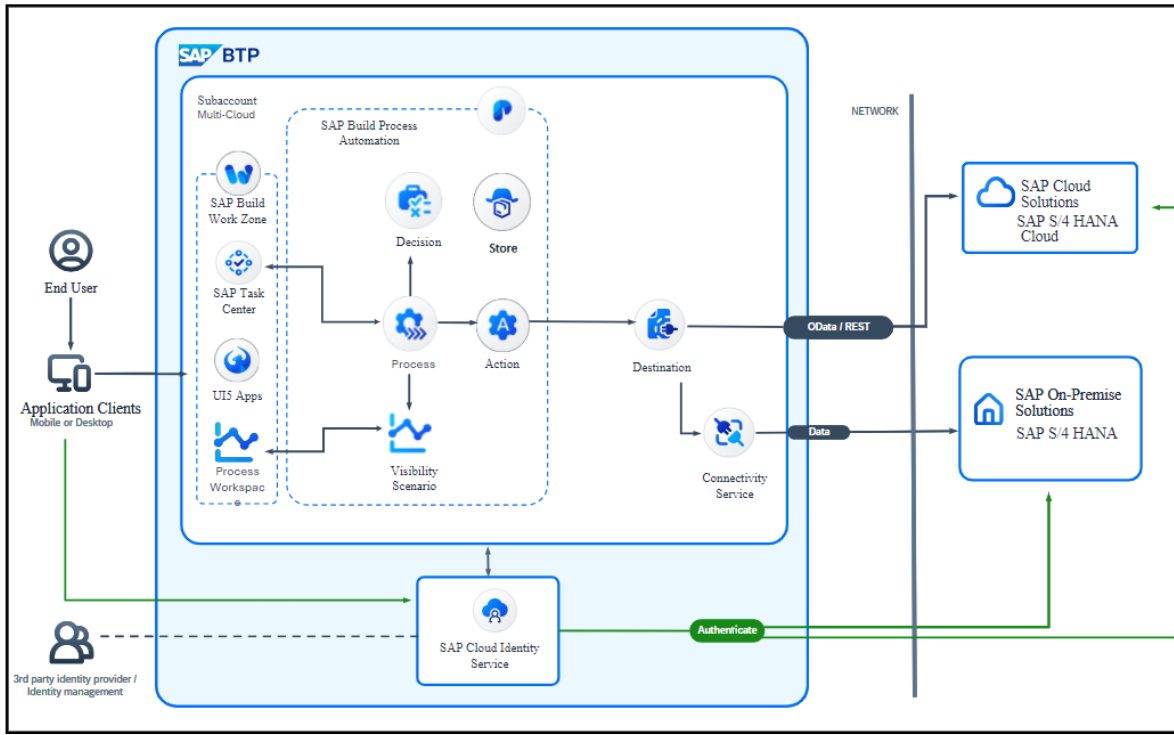 SAP BTP
Subaccount
Multi-Cloud
SAP Build Process
Automation
NETWORK
SAP Build
Work Zone
Decision
Store
SAP Cloud
Solutions
SAP S/4 HANA
Cloud
End User
SAP Task
Center
Process
A
Action
Destination
OData / REST
UI5 Apps
Application Clients
Mobile or Desktop
SAP On-Premise
Solutions
SAP S/4 HANA
Data
Process
Workspac
e
Visibility
Scenario
Connectivity
Service
SAP Cloud Identity
Service
Authenticate
3rd party identity provider /
Identity management